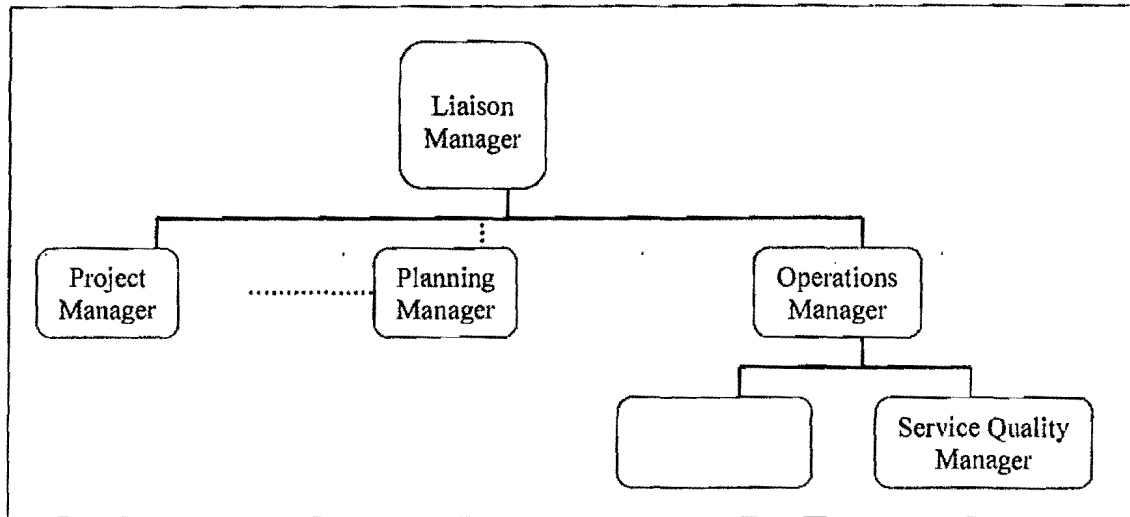 Liaison
Manager
Project
Manager
Planning
Manager
Operations
Manager
Service Quality
Manager